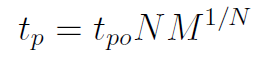 t_p = t_{po} N M^{1/N}